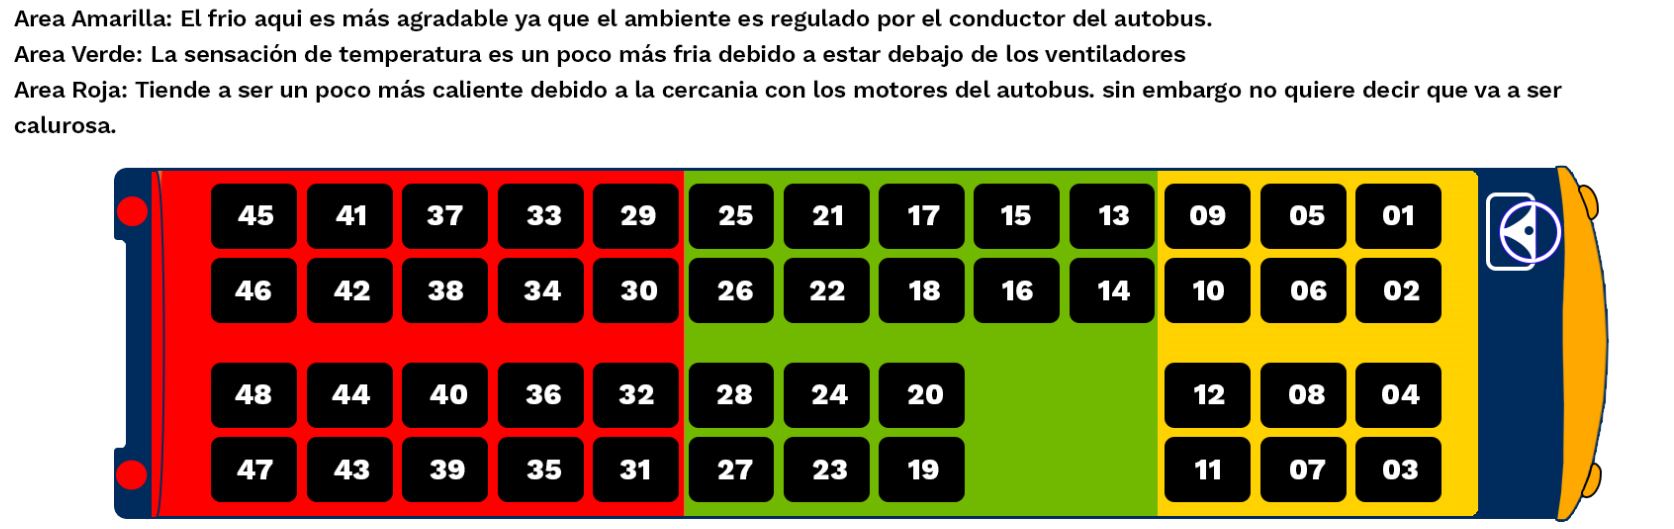 Area Amarilla: El frio aqui es más agradable ya que el ambiente es regulado por el conductor del autobus.
Area Verde: La sensación de temperatura es un poco más fria debido a estar debajo de los ventiladores
Area Roja: Tiende a ser un poco más caliente debido a la cercania con los motores del autobus. sin embargo no quiere decir que va a ser
calurosa.
45 41 37 33 29 25 21 17 15 13 09 05 01
46 42 38 34 30 26 22 18 16 14 10 06 02
48 44 40 36 32 28 24 20 12 08 04
47 43 39 35 31 27 23 19 11 07 03